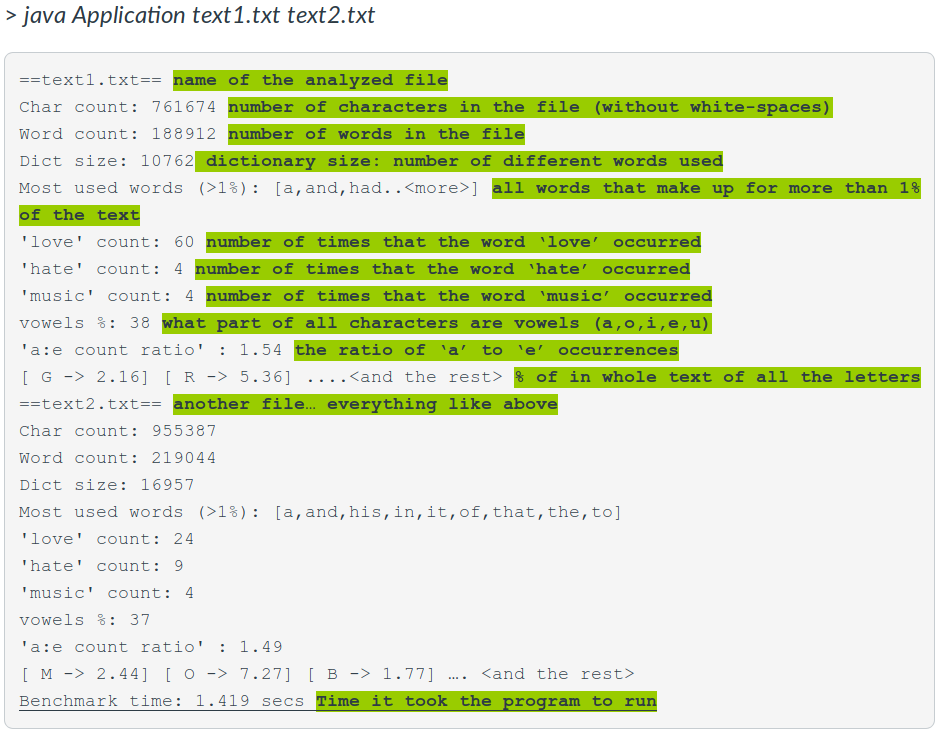 > java Application text1.txt text2.txt
==text1.txt== name of the analyzed file
Char count: 761674 number of characters in the file (without white-spaces)
Word count: 188912 number of words in the file
Dict size: 10762 dictionary size: number of different words used
Most used words (>1%): [a,and,had..<more>] all words that make up for more than 1%
of the text
'love' count: 60 number of times that the word ‘love’ occurred
'hate' count: 4 number of times that the word ‘hate’ occurred
'music' count: 4 number of times that the word ‘music’ occurred
vowels %: 38 what part of all characters are vowels (a,o,i,e,u)
'a:e count ratio' : 1.54 the ratio of ‘a’ to ‘e’ occurrences
[ G -> 2.16] [ R -> 5.36] ....<and the rest> % of in whole text of all the letters
==text2.txt== another file… everything like above
Char count: 955387
Word count: 219044
Dict size: 16957
Most used words (>1%): [a,and,his,in,it,of,that,the,to]
'love' count: 24
'hate' count: 9
'music' count: 4
vowels %: 37
'a:e count ratio' : 1.49
[ M -> 2.44] [ O -> 7.27] [ B -> 1.77] …. <and the rest>
Benchmark time: 1.419 secs Time it took the program to run